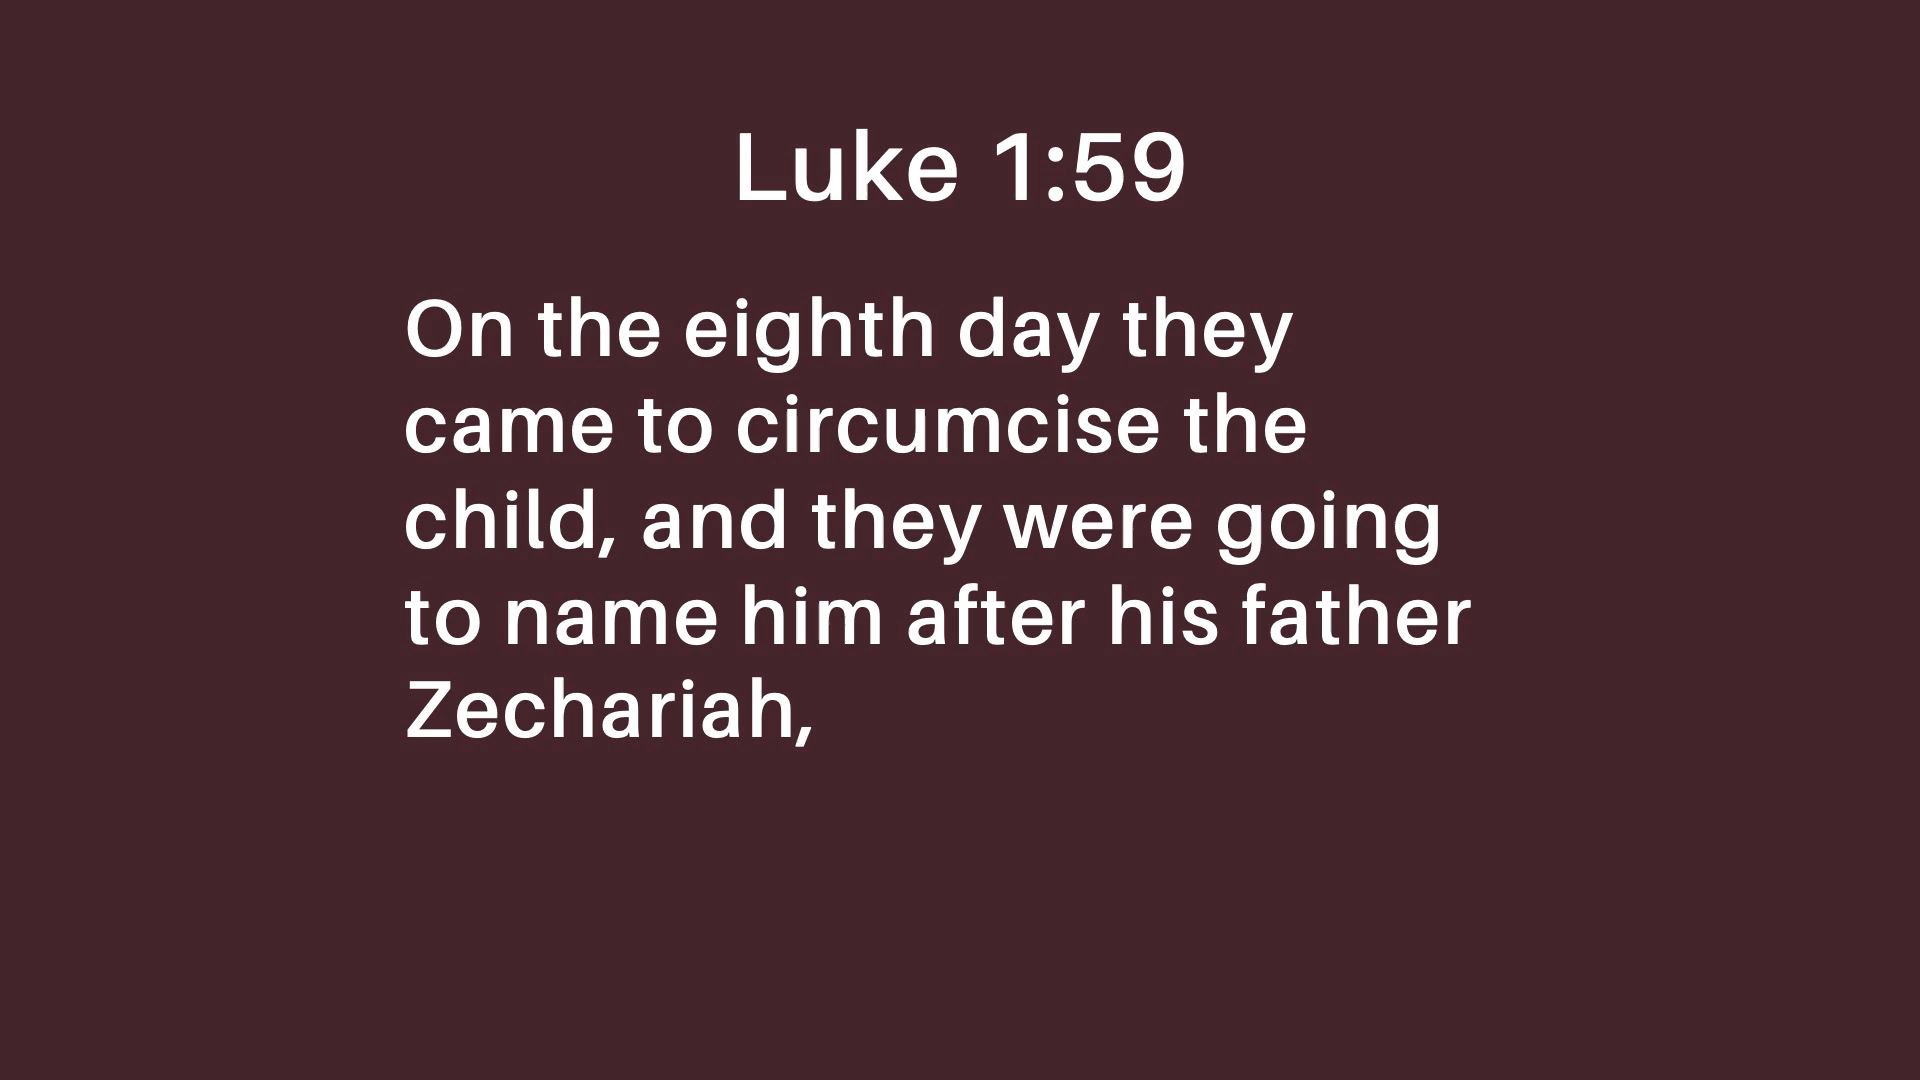 Luke 1:59
On the eighth day they
came to circumcise the
child, and they were going
to name him after his father
Zechariah,